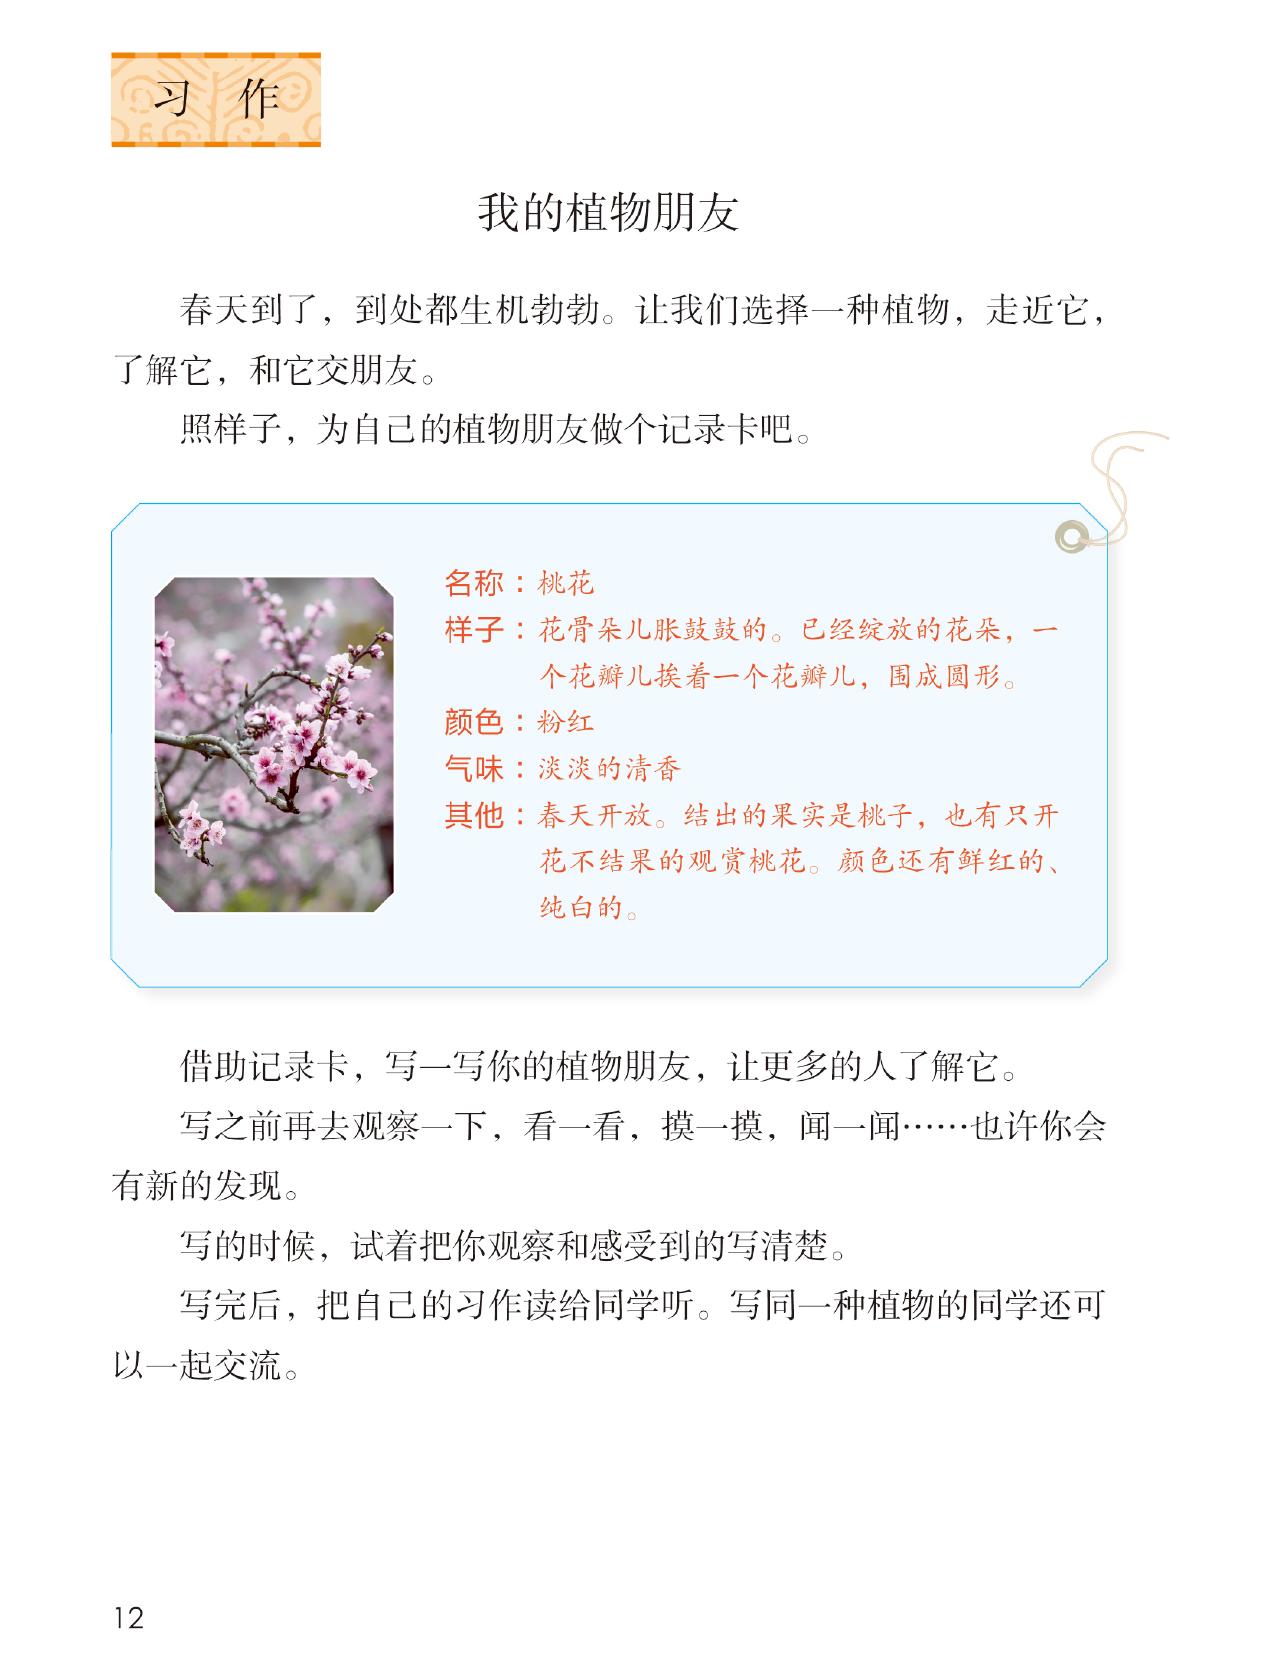 习 作
我的植物朋友
春天到了，到处都生机勃勃。让我们选择一种植物，走近它，
了解它，和它交朋友。
照样子，为自己的植物朋友做个记录卡吧。
名称：桃花
样子：花骨朵儿胀鼓鼓的。已经绽放的花朵，一
个花瓣儿挨着一个花瓣儿，围成圆形。
颜色：粉红
气味：淡淡的清香
其他：春天开放。结出的果实是桃子，也有只开
花不结果的观赏桃花。颜色还有鲜红的、
纯白的。
借助记录卡，写一写你的植物朋友，让更多的人了解它。
写之前再去观察一下，看一看，摸一摸，闻一闻……也许你会
有新的发现。
写的时候，试着把你观察和感受到的写清楚。
写完后，把自己的习作读给同学听。写同一种植物的同学还可
以一起交流。
12